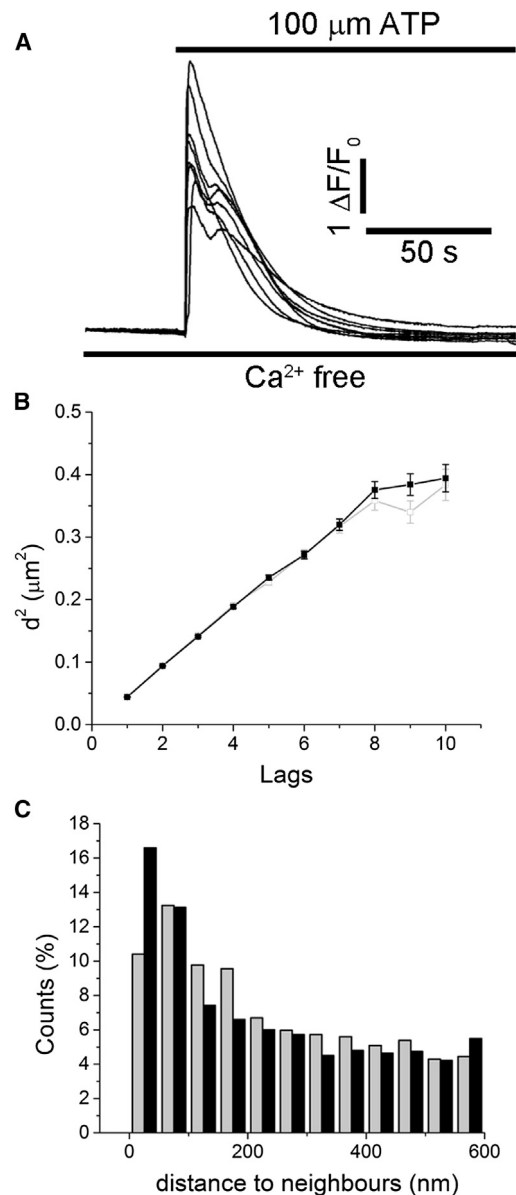 A
100 μm ATP
1 ΔF/F0
50 s
Ca2+ free
B
0.5
0.4
0.3
0.2
0.1
0.0
d2 (μm2)
0 2 4 6 8 10
Lags
C
18
16
14
12
10
8
6
4
2
0
Counts (%)
0 200 400 600
distance to neighbours (nm)